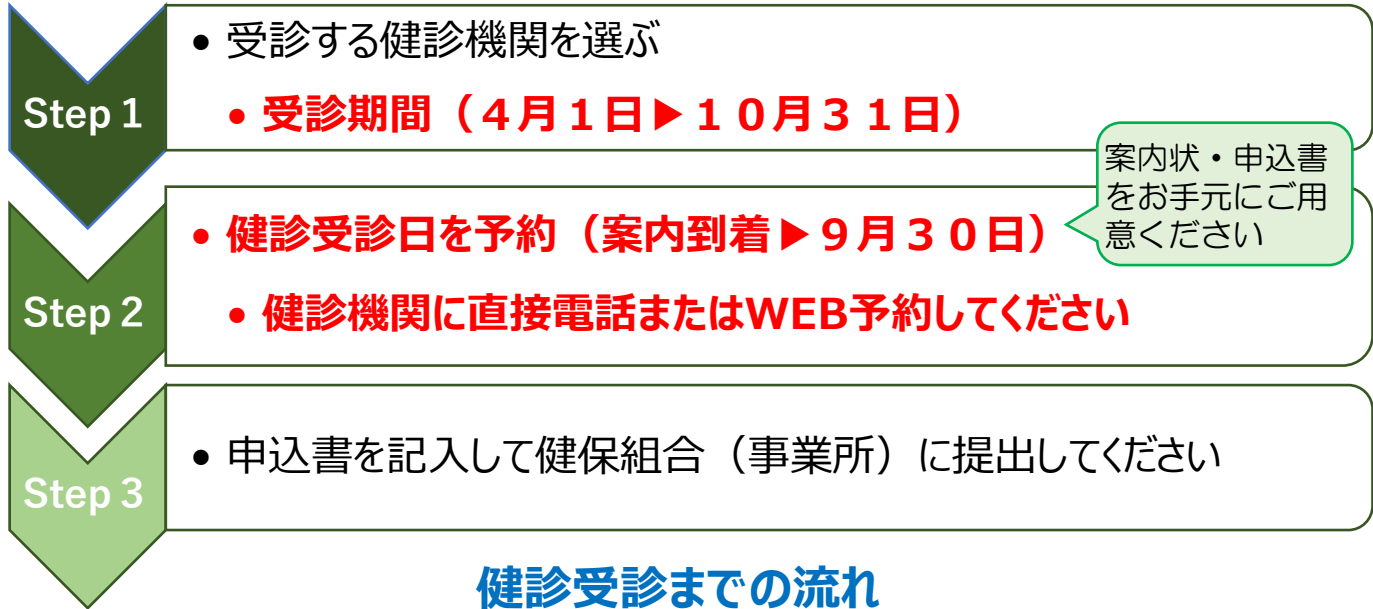 Step 1
• 受診する健診機関を選ぶ
• 受診期間（４月１日▶１０月３１日）
案内状・申込書
をお手元にご用
意ください
Step 2
• 健診受診日を予約（案内到着▶９月３０日）
• 健診機関に直接電話またはWEB予約してください
Step 3
• 申込書を記入して健保組合（事業所）に提出してください
健診受診までの流れ